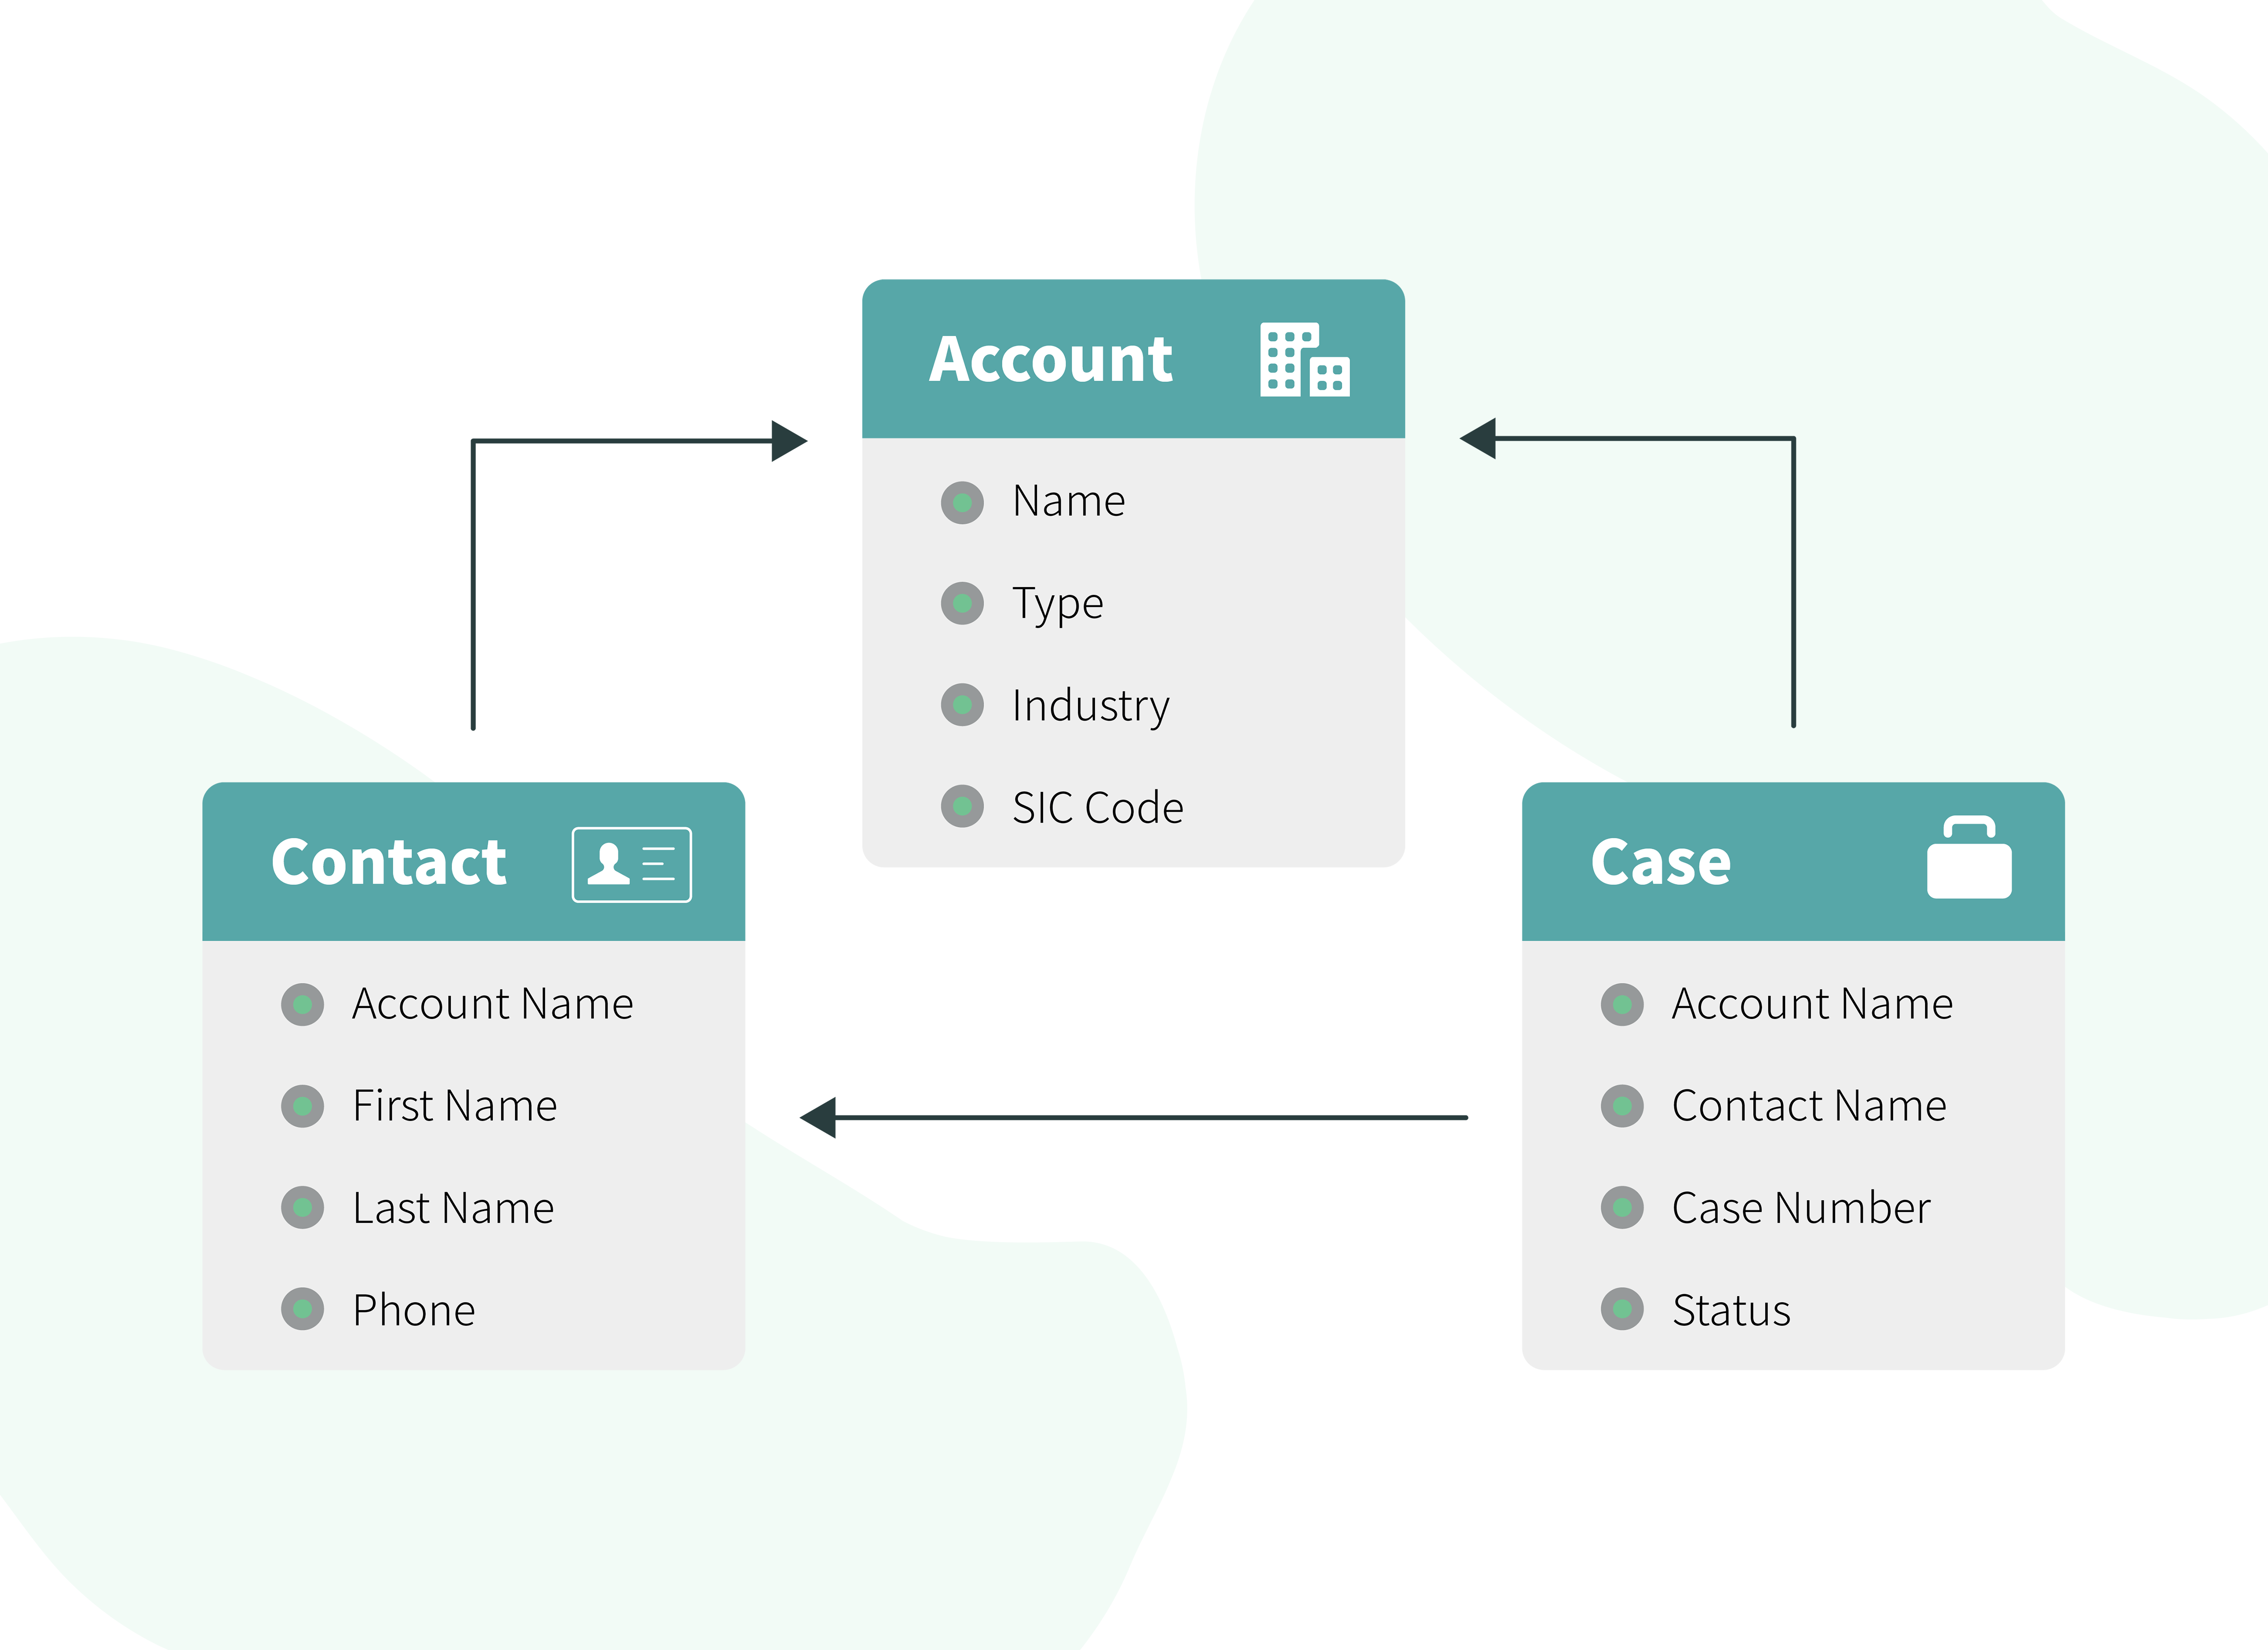 Account
Name
Type
Industry
SIC Code
Contact
Account Name
First Name
Last Name
Phone
Case
Account Name
Contact Name
Case Number
Status